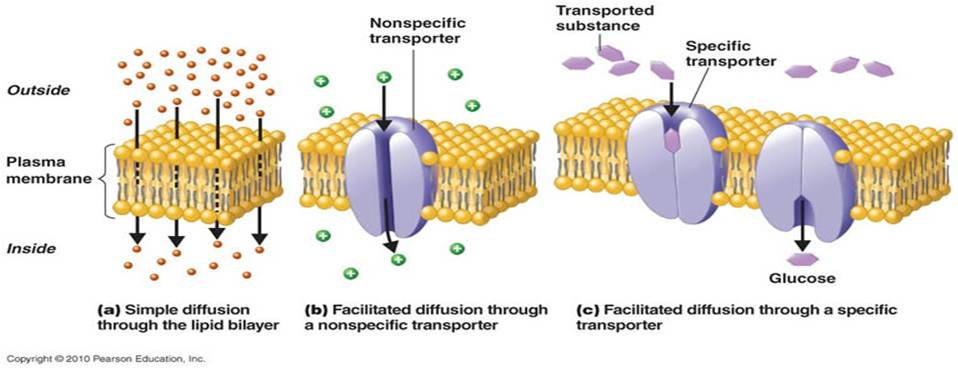 Nonspecific
transporter
Transported
substance
Specific
transporter
Outside
Plasma
membrane
Inside
Glucose
(a) Simple diffusion
through the lipid bilayer
(b) Facilitated diffusion through
a nonspecific transporter
(c) Facilitated diffusion through a specific
transporter
Copyright © 2010 Pearson Education, Inc.